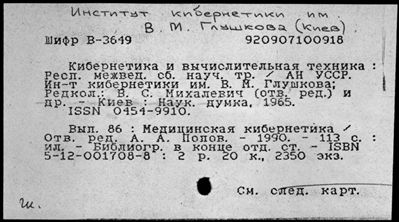 Институт кибернетики им.
В. М. Глушкова (Киев)
Шифр В-3649 920907100918
Кибернетика и вычислительная техника :
Респ. межвед. сб. науч. тр. / АН УССР.
Ин-т кибернетики им. В. М. Глушкова;
Редкол.: В. С. Михалевич (отв. ред.) и
др. - Киев : Наук. думка, 1965.
ISSN 0454-9910.
Вып. 86 : Медицинская кибернетика /
Отв. ред. А. А. Попов. - 1990. - 113 с. :
ил. - Библиогр. в конце отд. ст. - ISBN
5-12-001708-8 : 2 р. 20 к., 2350 экз.
См. след. карт.